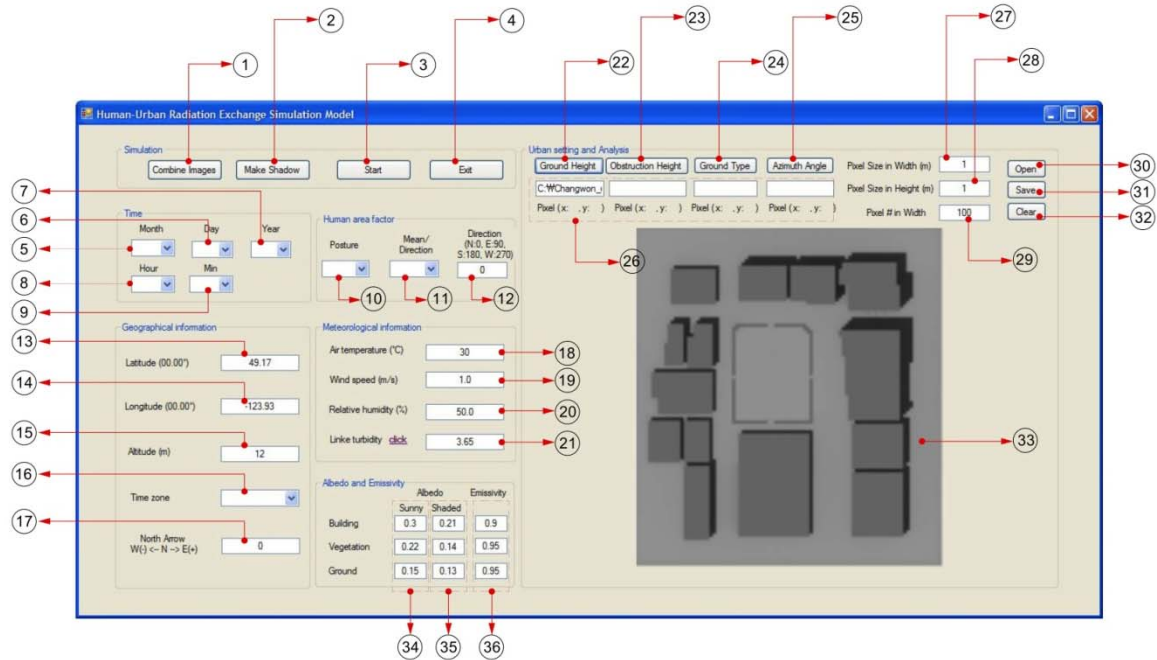 2
4
23
25
27
1
3
22
24
28
Human-Urban Radiation Exchange Simulation Model
Simulation
Combine Images
Make Shadow
Start
Exit
Urban setting and Analysis
Ground Height
Obstruction Height
Ground Type
Azimuth Angle
Pixel Size in Width (m)
1
Open
30
C:₩Changwon_
Pixel Size in Height (m)
1
Save
31
Pixel (x: ,y: )
Pixel (x: ,y: )
Pixel (x: ,y: )
Pixel (x: ,y: )
Pixel # in Width
100
Clear
32
26
29
7
6
5
8
9
Time
Month
Day
Year
Hour
Min
Human area factor
Posture
Mean/
Direction
Direction
(N:0, E:90,
S:180, W:270)
0
10
11
12
13
14
15
16
17
Geographical information
Latitude (00.00°)
49.17
Longitude (00.00°)
-123.93
Altitude (m)
12
Time zone
North Arrow
W(-) <-- N --> E(+)
0
Meteorological information
Air temperature (°C)
30
18
Wind speed (m/s)
1.0
19
Relative humidity (%)
50.0
20
Linke turbidity click
3.65
21
33
Albedo and Emissivity
Albedo
Emissivity
Sunny
Shaded
Building
0.3
0.21
0.9
Vegetation
0.22
0.14
0.95
Ground
0.15
0.13
0.95
34
35
36